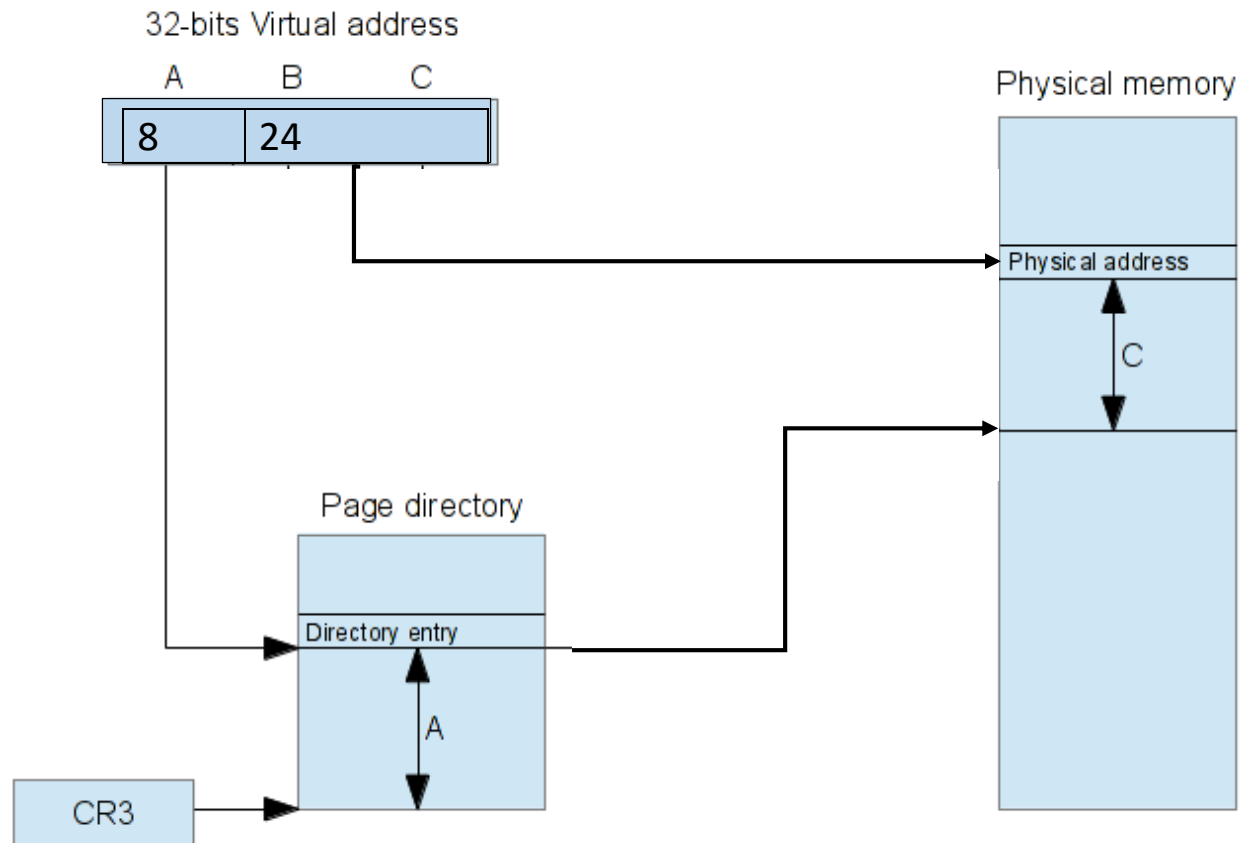 32-bits Virtual address
A B C
8 24
Physical memory
Physical address
C
Page directory
Directory entry
A
CR3